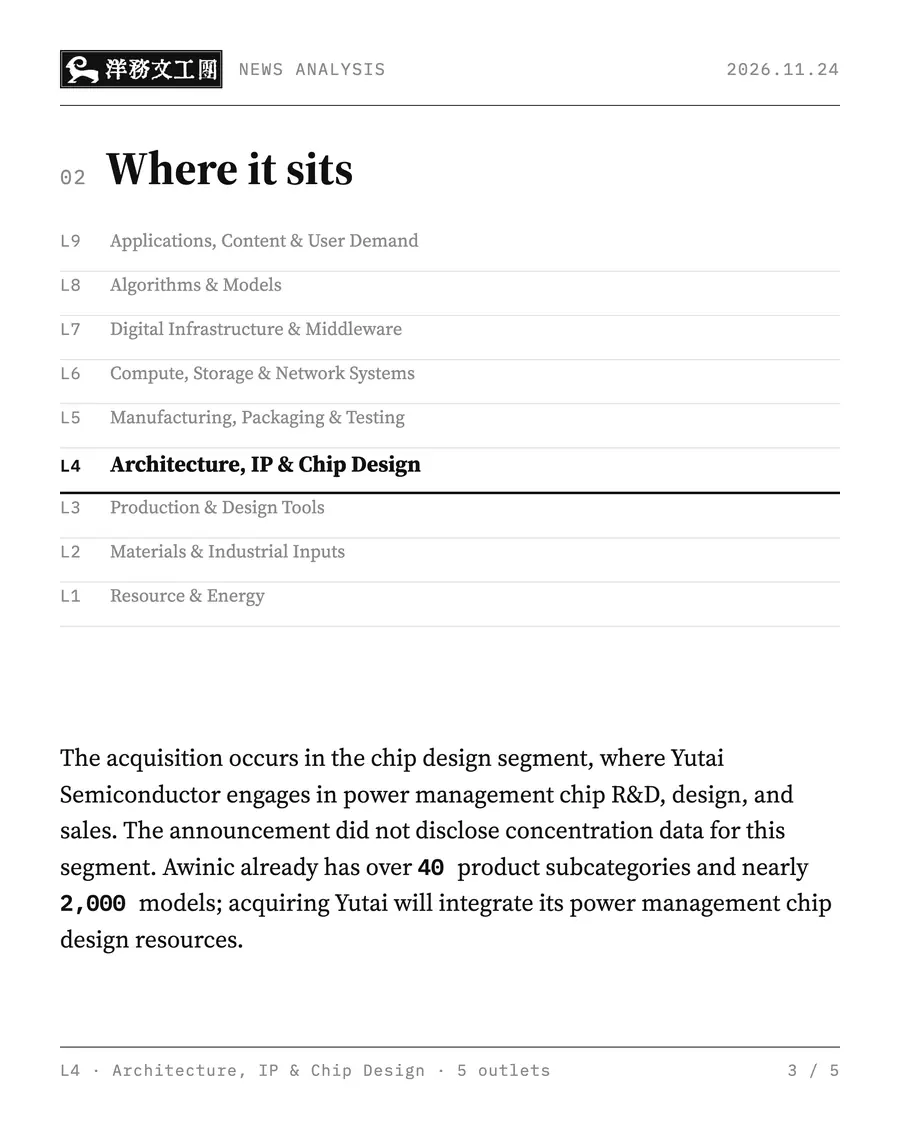 洋務文工團 NEWS ANALYSIS 2026.11.24
02 Where it sits
L9 Applications, Content & User Demand
L8 Algorithms & Models
L7 Digital Infrastructure & Middleware
L6 Compute, Storage & Network Systems
L5 Manufacturing, Packaging & Testing
L4 Architecture, IP & Chip Design
L3 Production & Design Tools
L2 Materials & Industrial Inputs
L1 Resource & Energy
The acquisition occurs in the chip design segment, where Yutai
Semiconductor engages in power management chip R&D, design, and
sales. The announcement did not disclose concentration data for this
segment. Awinic already has over 40 product subcategories and nearly
2,000 models; acquiring Yutai will integrate its power management chip
design resources.
L4 · Architecture, IP & Chip Design · 5 outlets 3 / 5